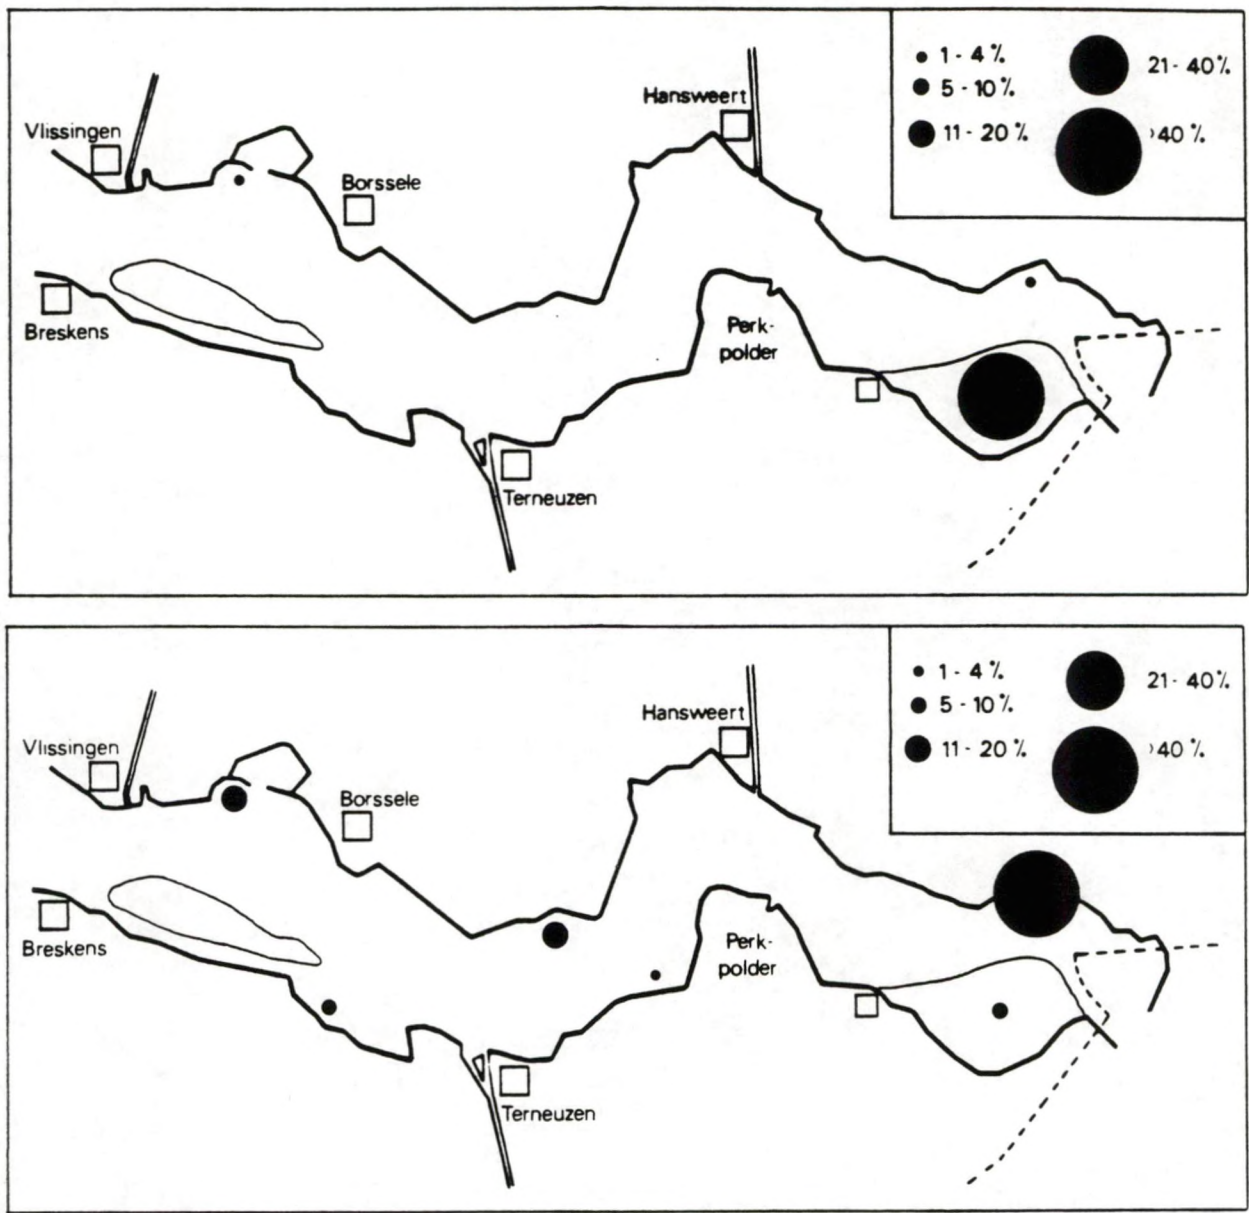 Vlissingen
Hansweert
Borssele
Breskens
Perk-
polder
Terneuzen
1 - 4 %
5 - 10 %
11 - 20 %
21 - 40 %
>40 %
Vlissingen
Hansweert
Borssele
Breskens
Perk-
polder
Terneuzen
1 - 4 %
5 - 10 %
11 - 20 %
21 - 40 %
>40 %